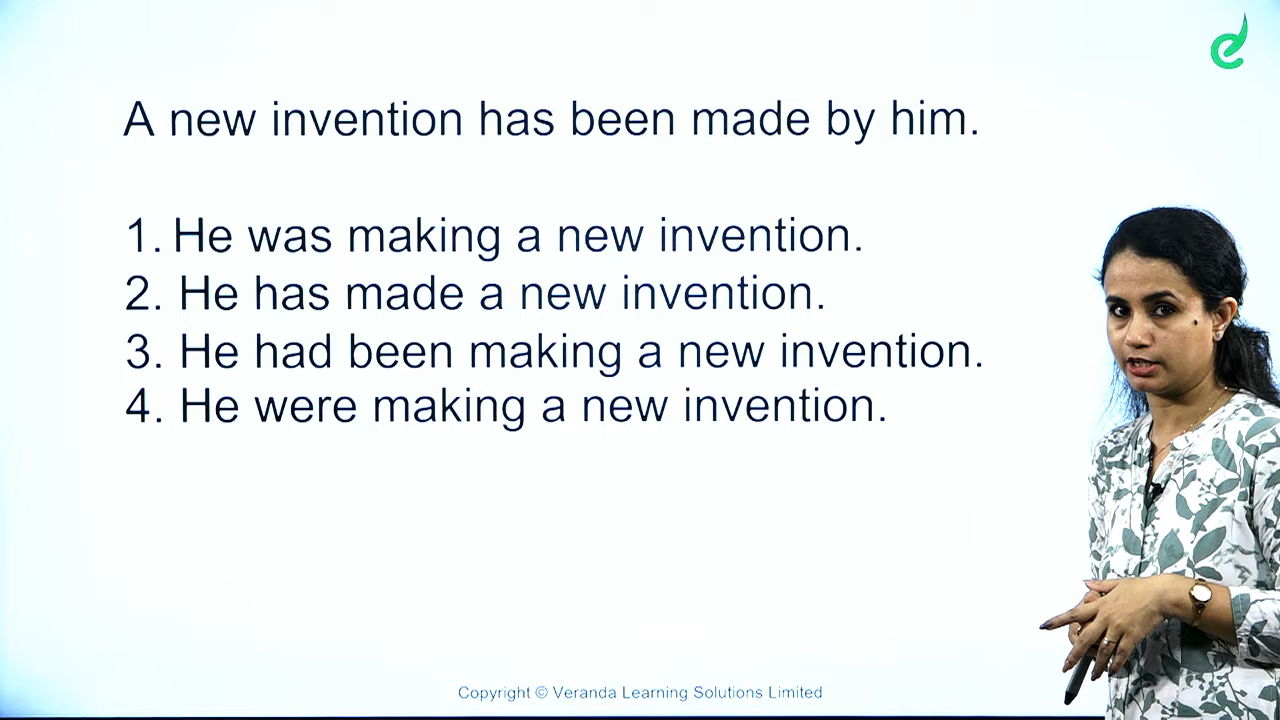 A new invention has been made by him.
1. He was making a new invention.
2. He has made a new invention.
3. He had been making a new invention.
4. He were making a new invention.
Copyright © Veranda Learning Solutions Limited